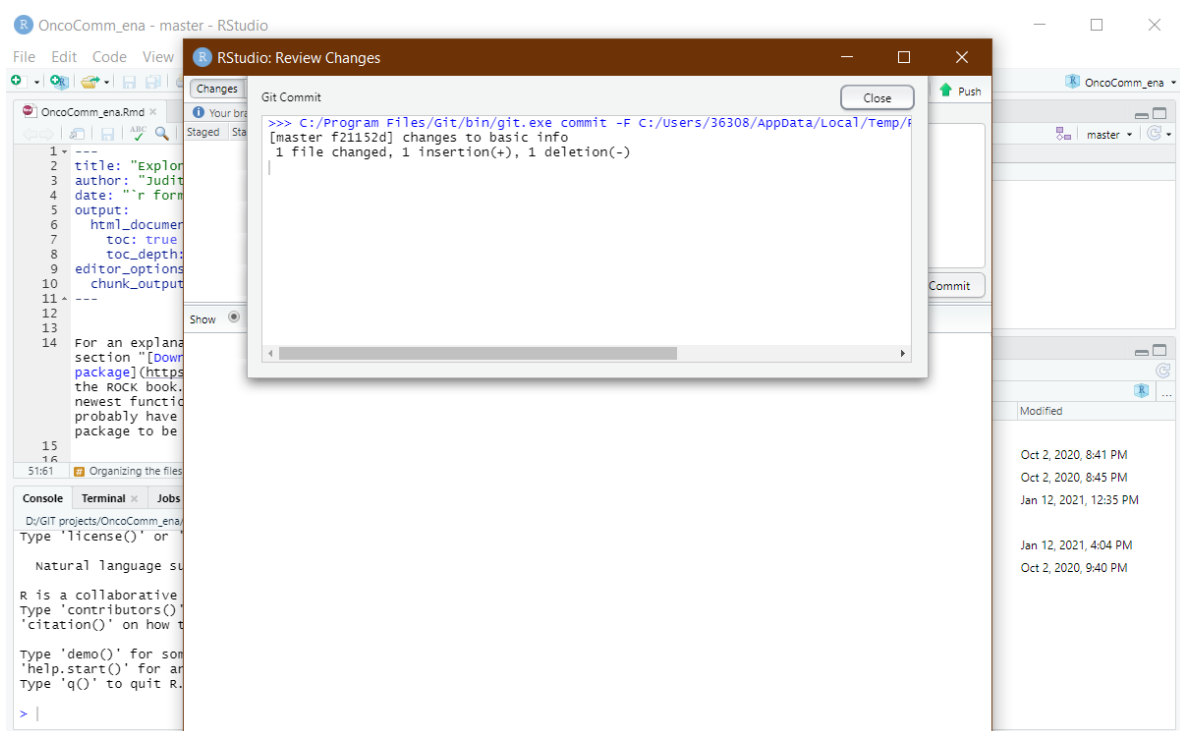 OncoComm_ena - master - RStudio
File Edit Code View
RStudio: Review Changes
OncoComm_ena
Changes
Git Commit
Close
Push
OncoComm_ena.Rmd
Your bra
Staged Sta
master
>>> C:/Program Files/Git/bin/git.exe commit -F C:/Users/36308/AppData/Local/Temp/
[master f21152d] changes to basic info
1 file changed, 1 insertion(+), 1 deletion(-)
1 ---
2 title: "Explor
3 author: "Judit
4 date: "`r form
5 output:
6 html_documen
7 toc: true
8 toc_depth:
9 editor_options
10 chunk_output
11 ---
12
13
14 For an explana
section "[Down
package](https
the ROCK book.
newest functio
probably have
package to be
15
16
Commit
Show
51:61 # Organizing the files
Console Terminal Jobs
D:/GIT projects/OncoComm_ena/
Type 'license()' or '
Natural language su
R is a collaborative
Type 'contributors()'
'citation()' on how t
Type 'demo()' for som
'help.start()' for an
Type 'q()' to quit R.
>
...
Modified
Oct 2, 2020, 8:41 PM
Oct 2, 2020, 8:45 PM
Jan 12, 2021, 12:35 PM
Jan 12, 2021, 4:04 PM
Oct 2, 2020, 9:40 PM